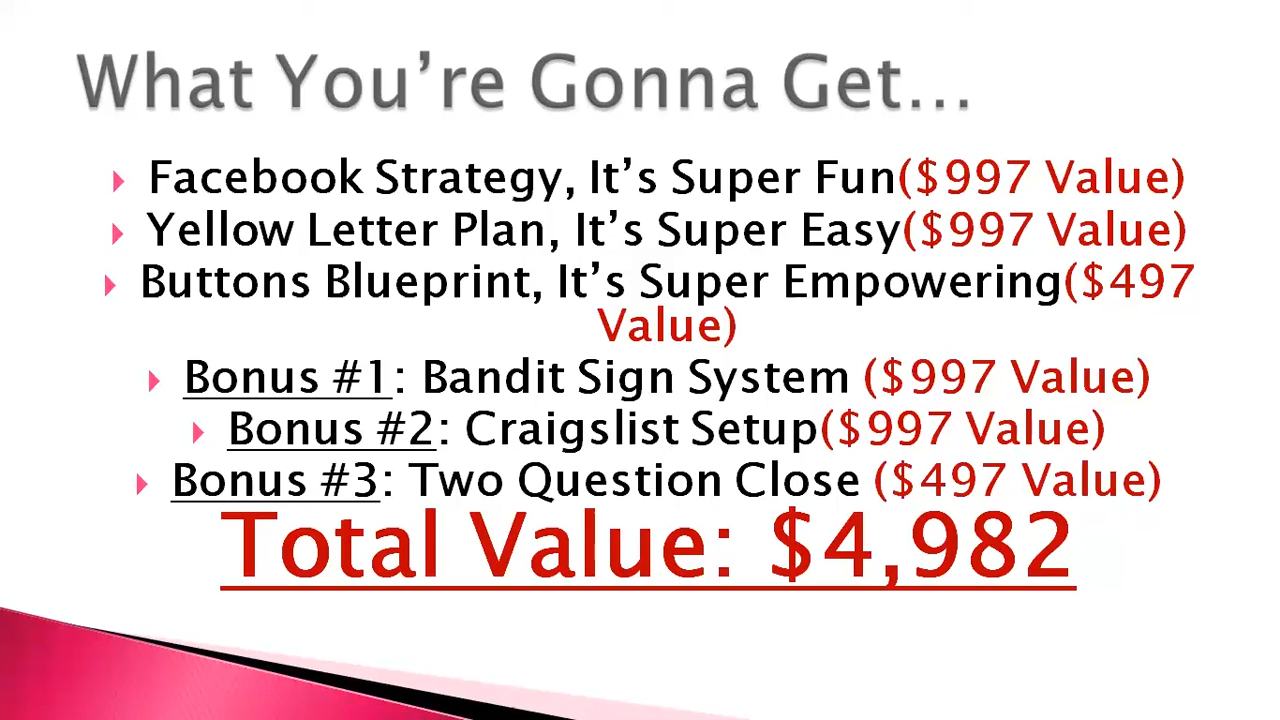 What You’re Gonna Get…
Facebook Strategy, It’s Super Fun($997 Value)
Yellow Letter Plan, It’s Super Easy($997 Value)
Buttons Blueprint, It’s Super Empowering($497
Value)
Bonus #1: Bandit Sign System ($997 Value)
Bonus #2: Craigslist Setup($997 Value)
Bonus #3: Two Question Close ($497 Value)
Total Value: $4,982